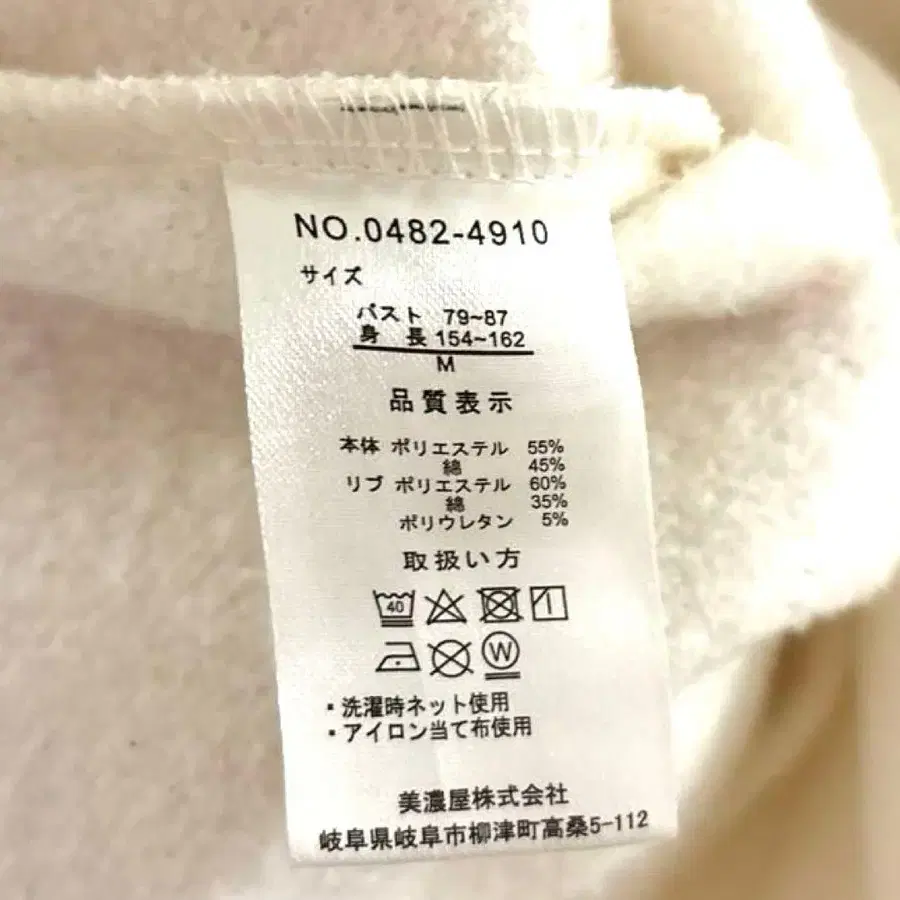 NO.0482-4910
サイズ
バスト 79~87
身 長 154~162
M
品質表示
本体 ポリエステル 55%
綿 45%
リブ ポリエステル 60%
綿 35%
ポリウレタン 5%
取扱い方
40
W
・洗濯時ネット使用
・アイロン当て布使用
美濃屋株式会社
岐阜県岐阜市柳津町高桑5-112